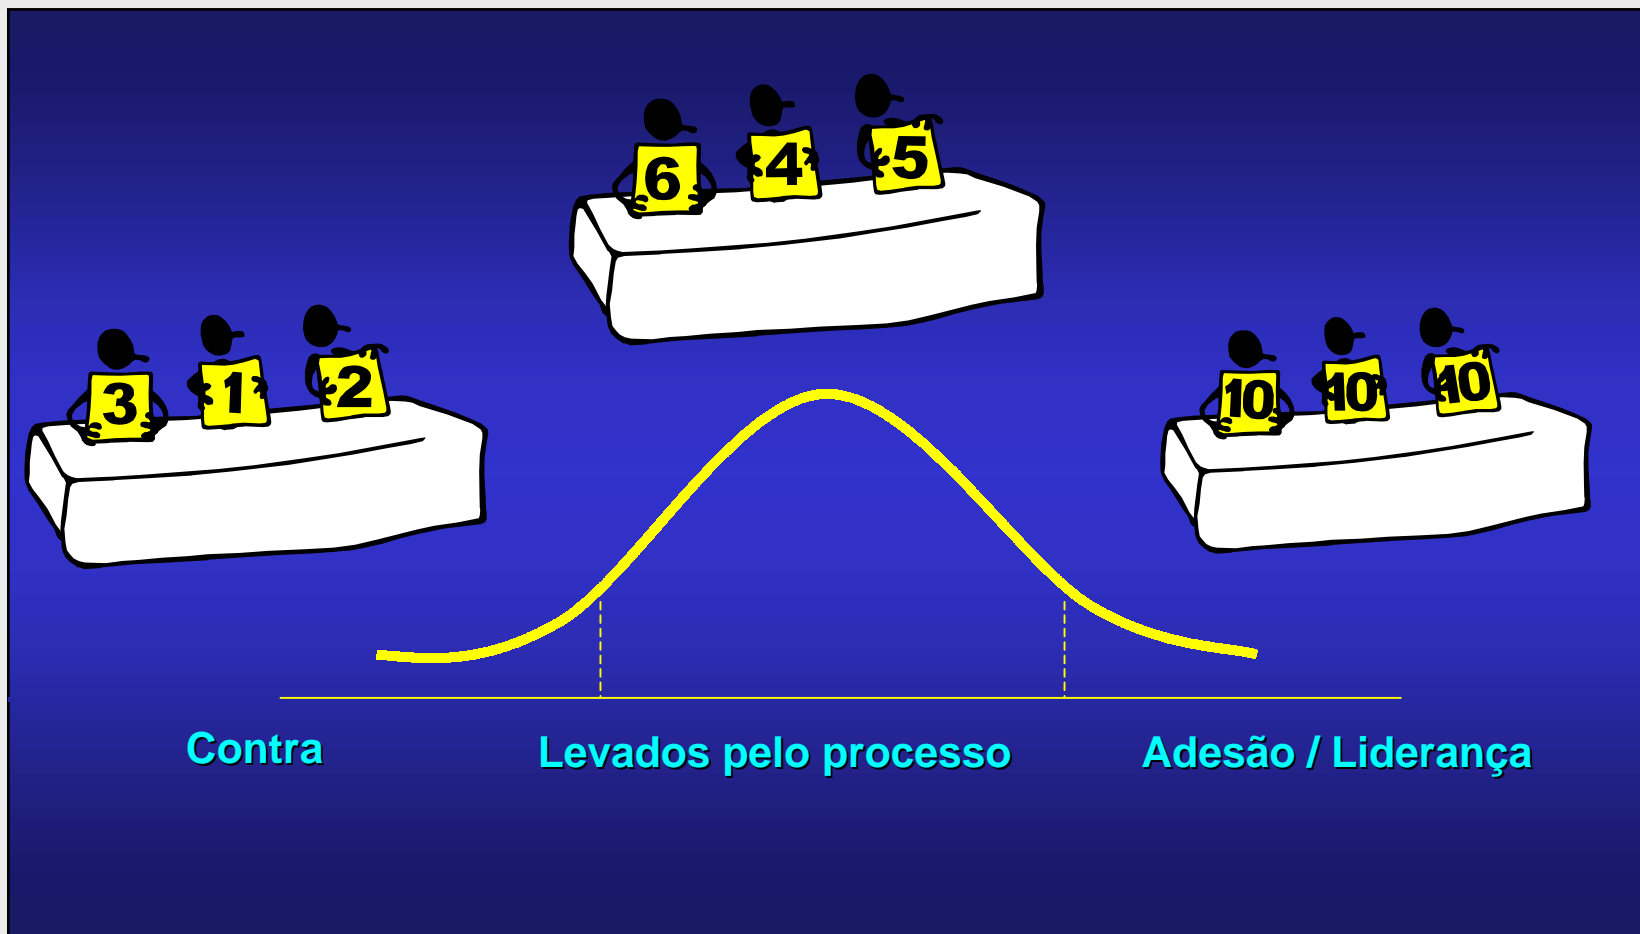 6 4 5
3 1 2
10 10 10
Contra
Levados pelo processo
Adesão / Liderança